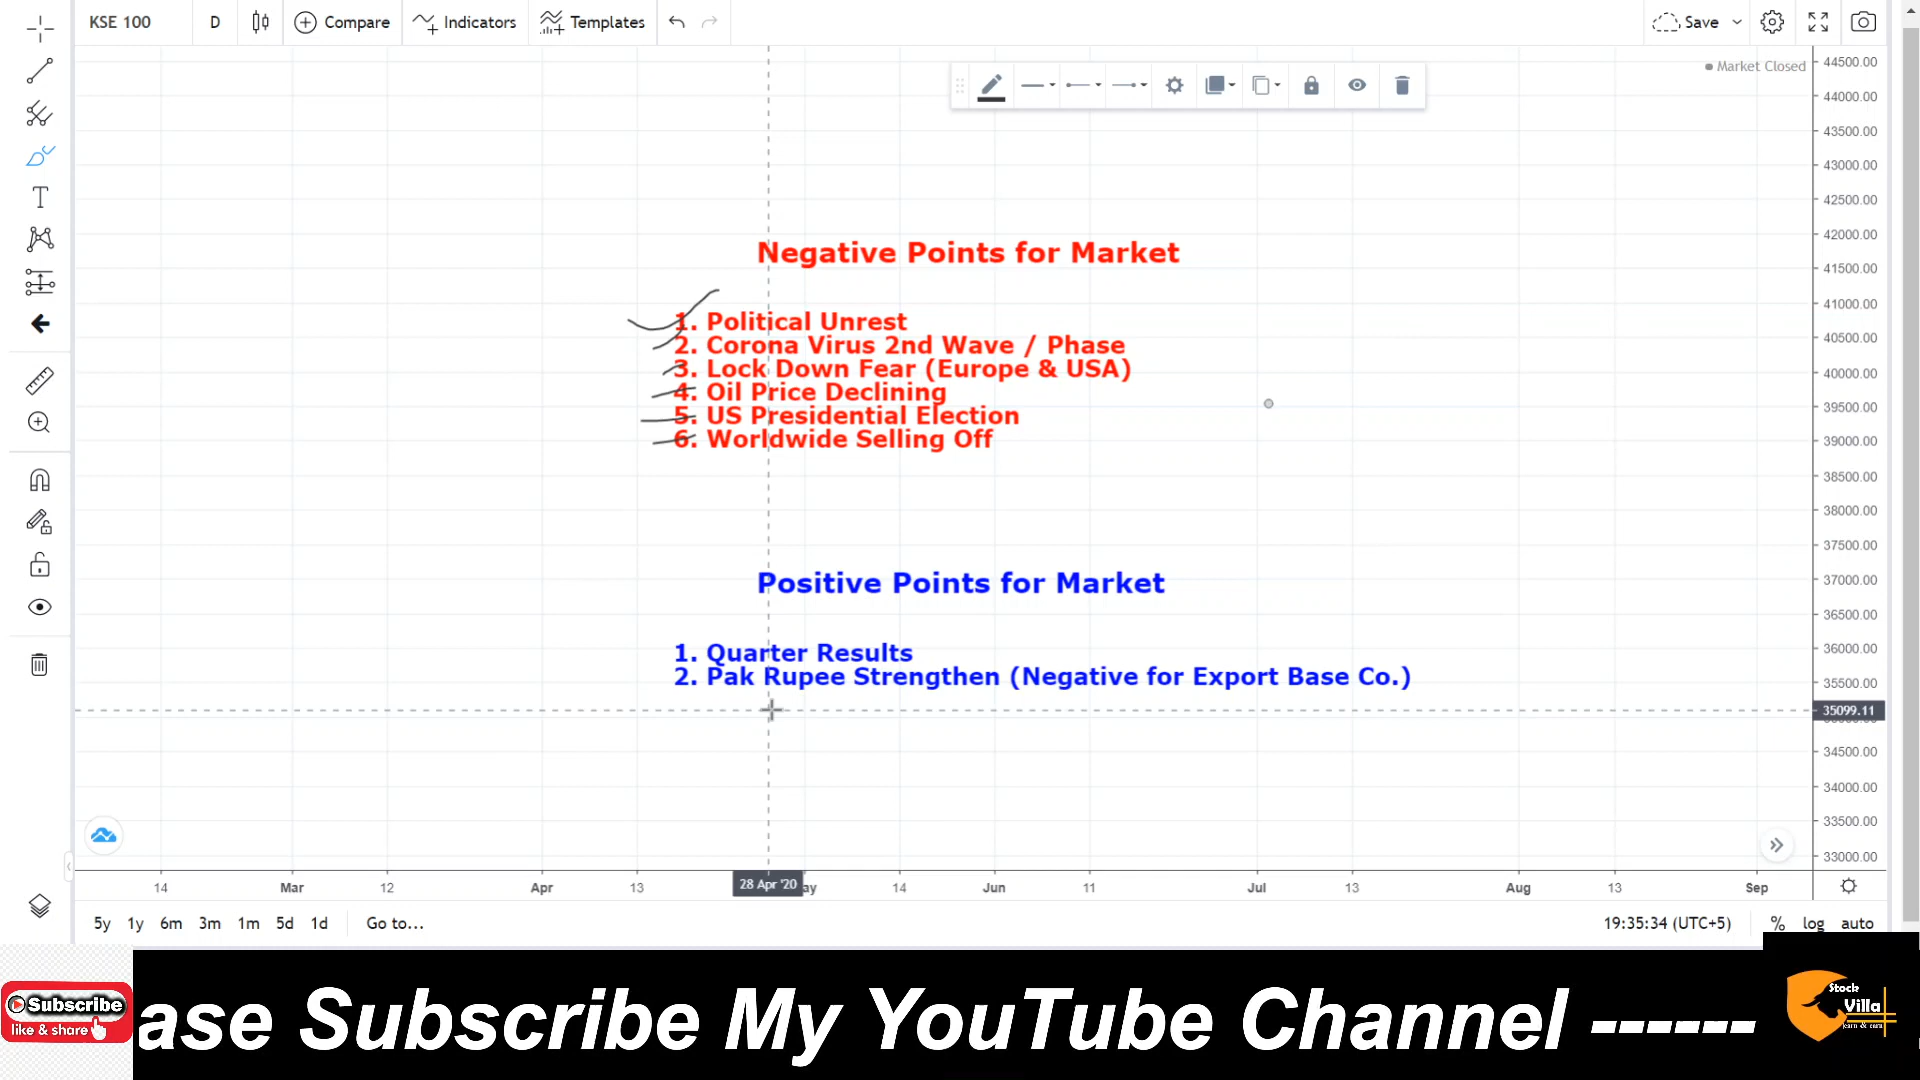 KSE 100 D Compare Indicators Templates Save
Market Closed
44500.00
44000.00
43500.00
43000.00
42500.00
42000.00
Negative Points for Market
41500.00
41000.00
1. Political Unrest
40500.00
2. Corona Virus 2nd Wave / Phase
3. Lock Down Fear (Europe & USA)
40000.00
4. Oil Price Declining
39500.00
5. US Presidential Election
6. Worldwide Selling Off
39000.00
38500.00
38000.00
37500.00
Positive Points for Market
37000.00
36500.00
1. Quarter Results
36000.00
2. Pak Rupee Strengthen (Negative for Export Base Co.)
35500.00
35099.11
34500.00
34000.00
33500.00
33000.00
14 Mar 12 Apr 13 28 Apr '20 ay 14 Jun 11 Jul 13 Aug 13 Sep
5y 1y 6m 3m 1m 5d 1d Go to... 19:35:34 (UTC+5) % log auto
Subscribe
like & share
ase Subscribe My YouTube Channel ------
Stock
Villa